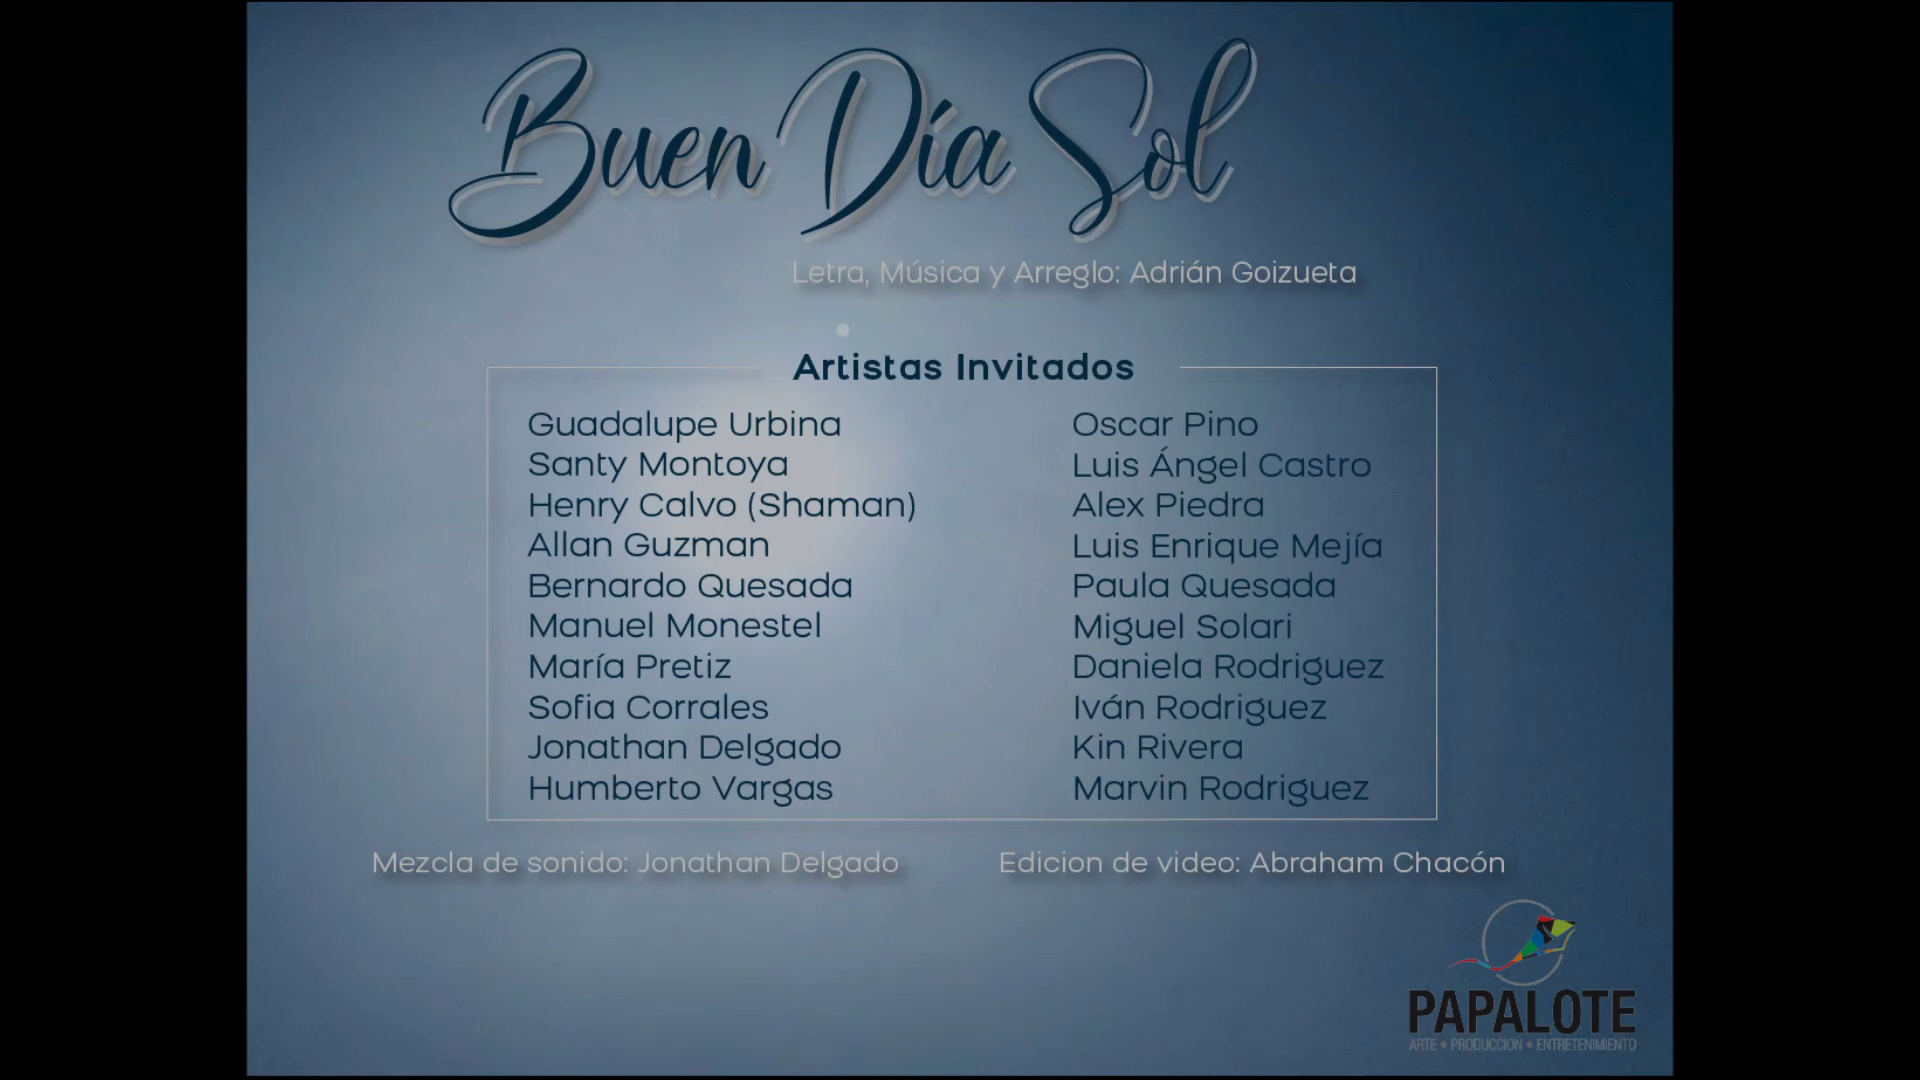 Buen Día Sol
Letra, Música y Arreglo: Adrián Goizueta
Artistas Invitados
Guadalupe Urbina
Santy Montoya
Henry Calvo (Shaman)
Allan Guzman
Bernardo Quesada
Manuel Monestel
María Pretiz
Sofia Corrales
Jonathan Delgado
Humberto Vargas
Oscar Pino
Luis Ángel Castro
Alex Piedra
Luis Enrique Mejía
Paula Quesada
Miguel Solari
Daniela Rodriguez
Iván Rodriguez
Kin Rivera
Marvin Rodriguez
Mezcla de sonido: Jonathan Delgado
Edicion de video: Abraham Chacón
PAPALOTE
ARTE • PRODUCCIÓN • ENTRETENIMIENTO